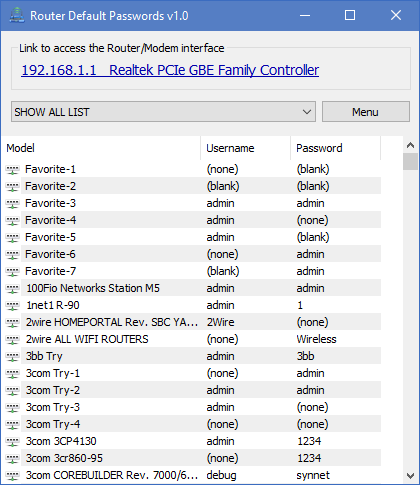 Router Default Passwords v1.0
Link to access the Router/Modem interface
192.168.1.1 Realtek PCIe GBE Family Controller
SHOW ALL LIST Menu
Model Username Password
Favorite-1 (none) (blank)
Favorite-2 (blank) (blank)
Favorite-3 admin admin
Favorite-4 admin (none)
Favorite-5 admin (blank)
Favorite-6 (none) admin
Favorite-7 (blank) admin
100Fio Networks Station M5 admin admin
1net1 R-90 admin 1
2wire HOMEPORTAL Rev. SBC YA... 2Wire (none)
2wire ALL WIFI ROUTERS (none) Wireless
3bb Try admin 3bb
3com Try-1 (none) admin
3com Try-2 admin admin
3com Try-3 admin (none)
3com Try-4 (none) (none)
3com 3CP4130 admin 1234
3com 3cr860-95 (none) 1234
3com COREBUILDER Rev. 7000/6... debug synnet